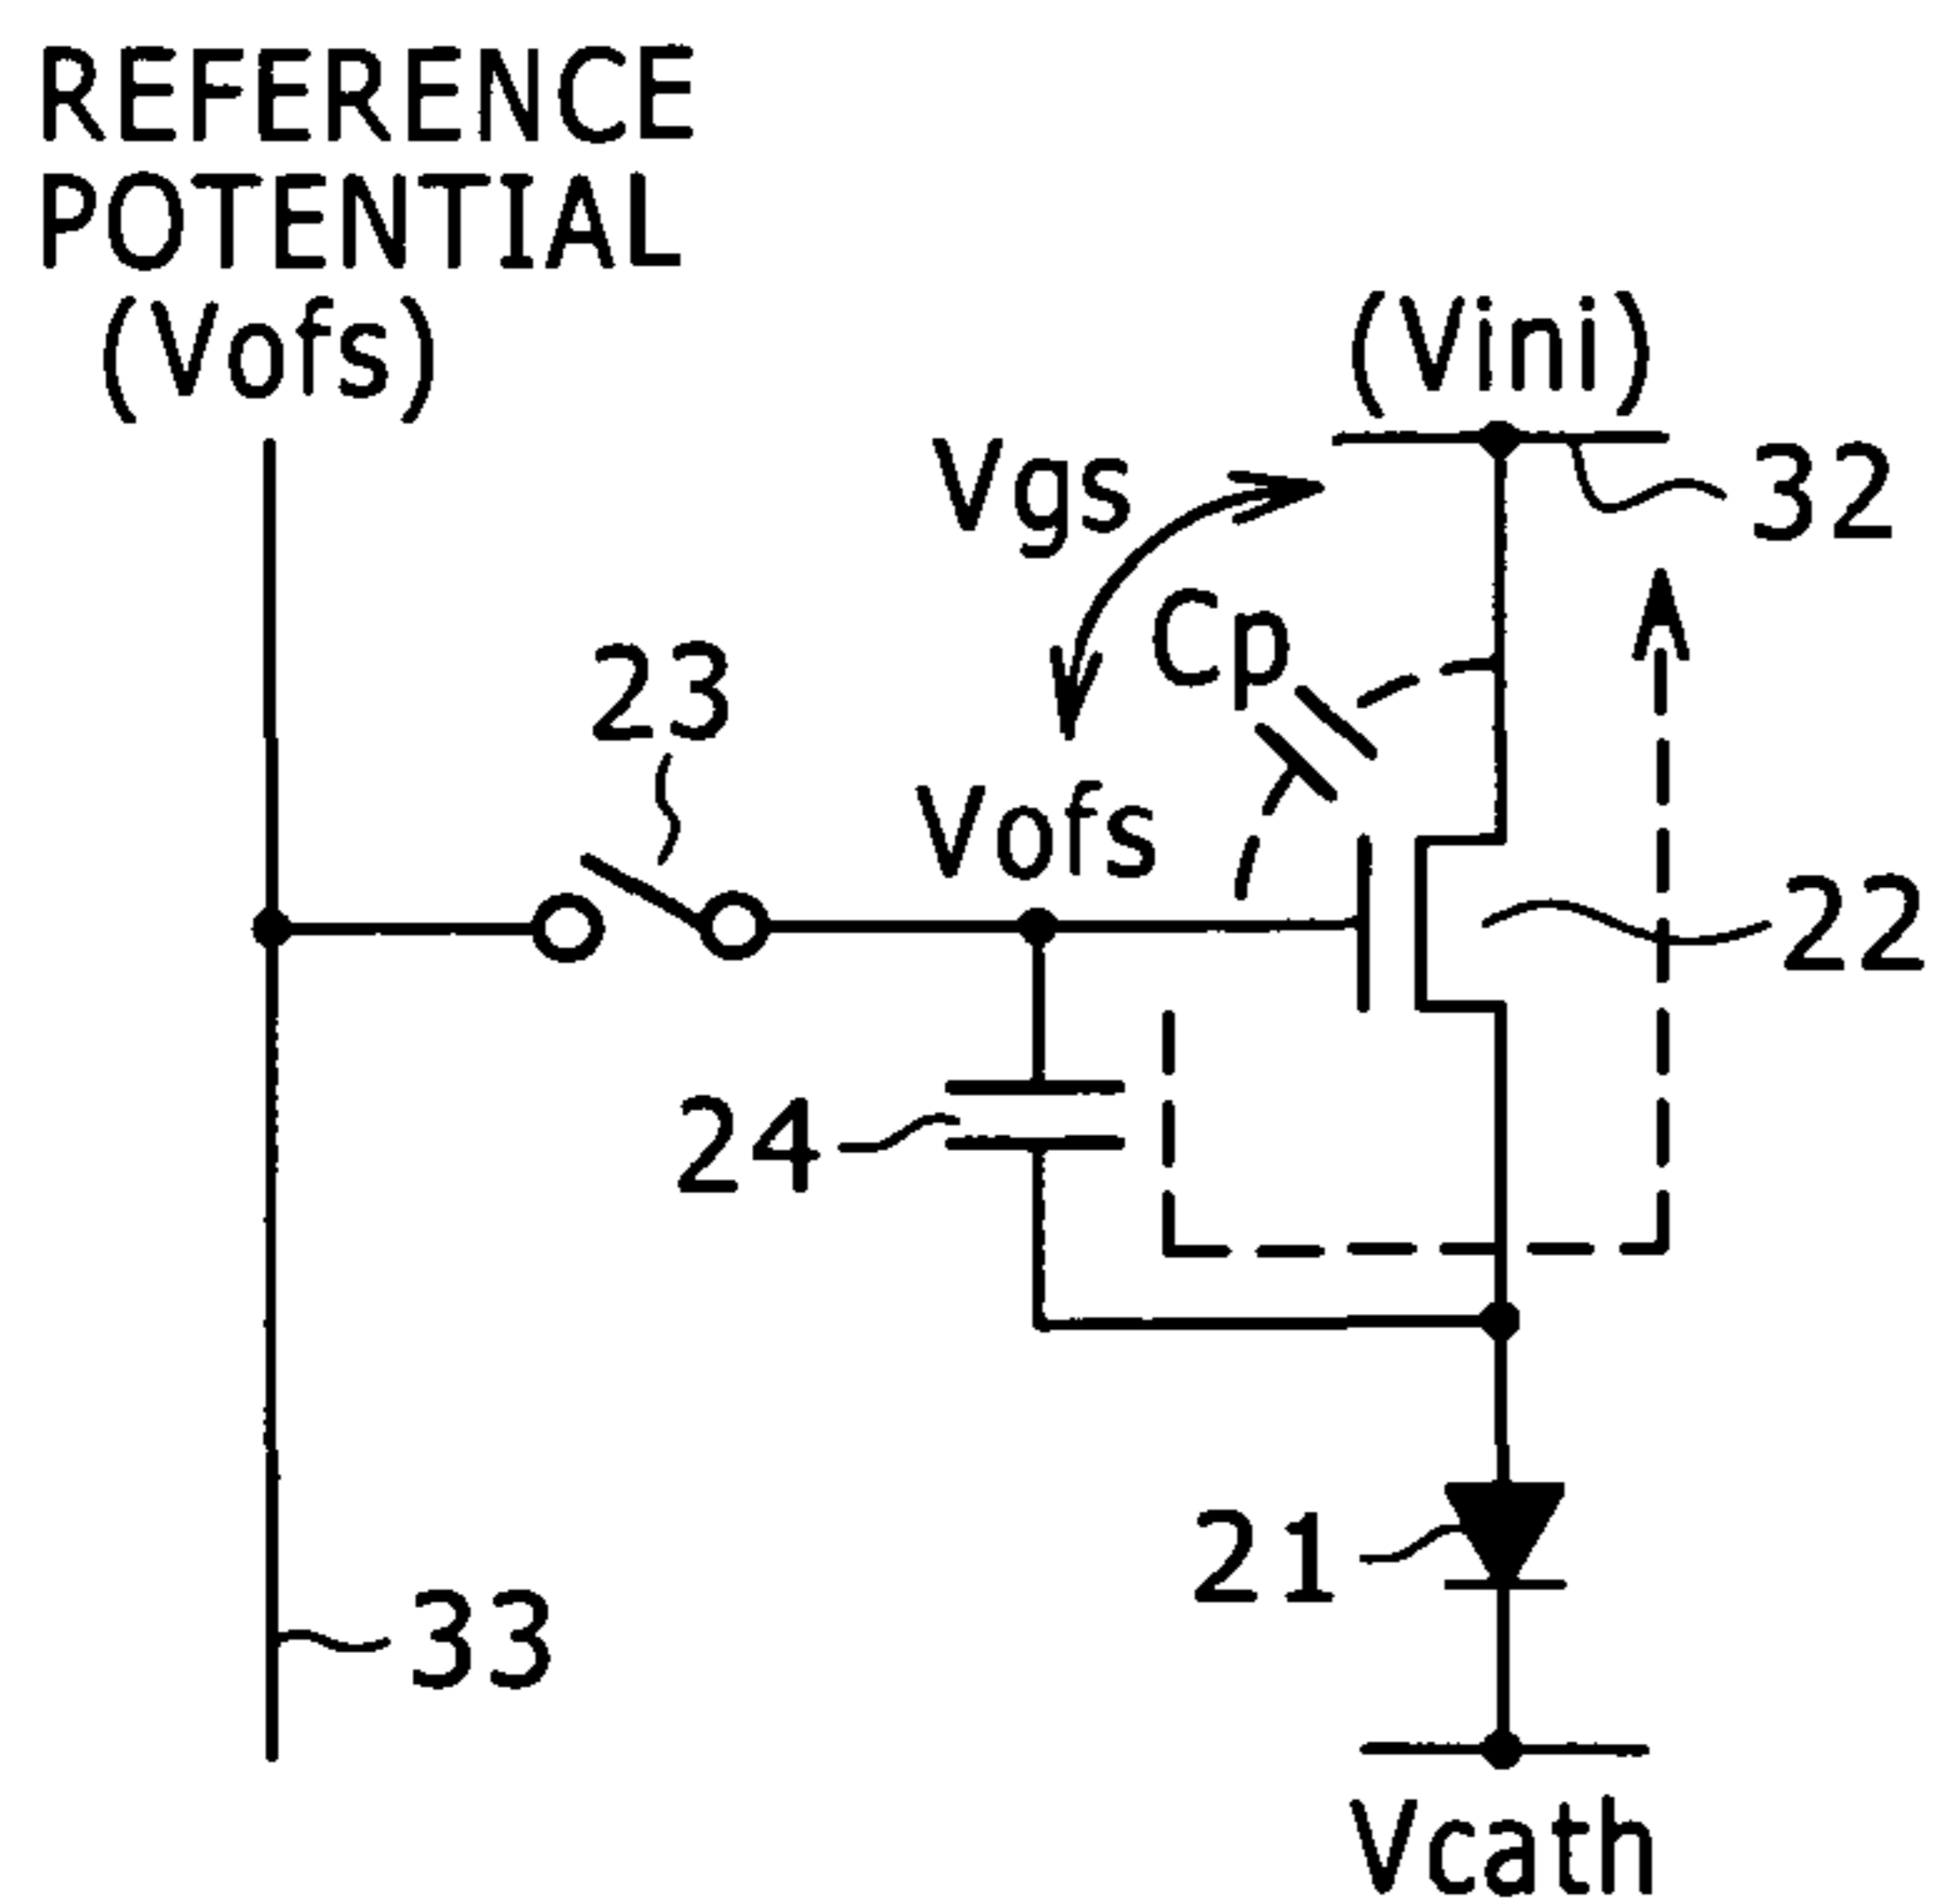 REFERENCE
POTENTIAL
(Vofs)
(Vini)
Vgs
32
Cp
23
Vofs
22
24
21
33
Vcath